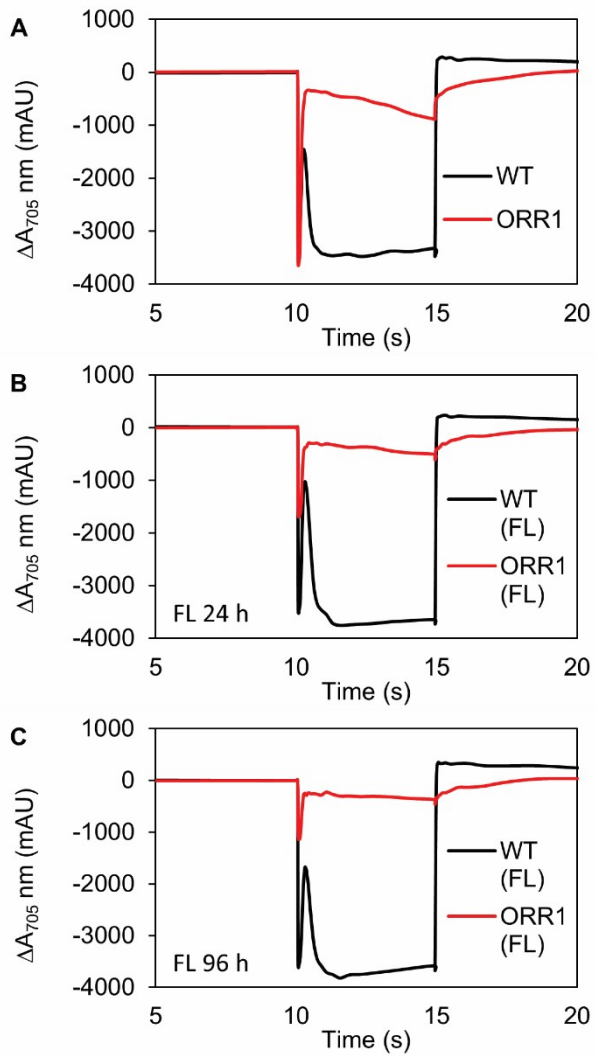 A
1000
0
-1000
-2000
-3000
-4000
ΔA705 nm (mAU)
WT
ORR1
5 10 15 20
Time (s)
B
1000
0
-1000
-2000
-3000
-4000
ΔA705 nm (mAU)
WT
(FL)
ORR1
(FL)
FL 24 h
5 10 15 20
Time (s)
C
1000
0
-1000
-2000
-3000
-4000
ΔA705 nm (mAU)
WT
(FL)
ORR1
(FL)
FL 96 h
5 10 15 20
Time (s)